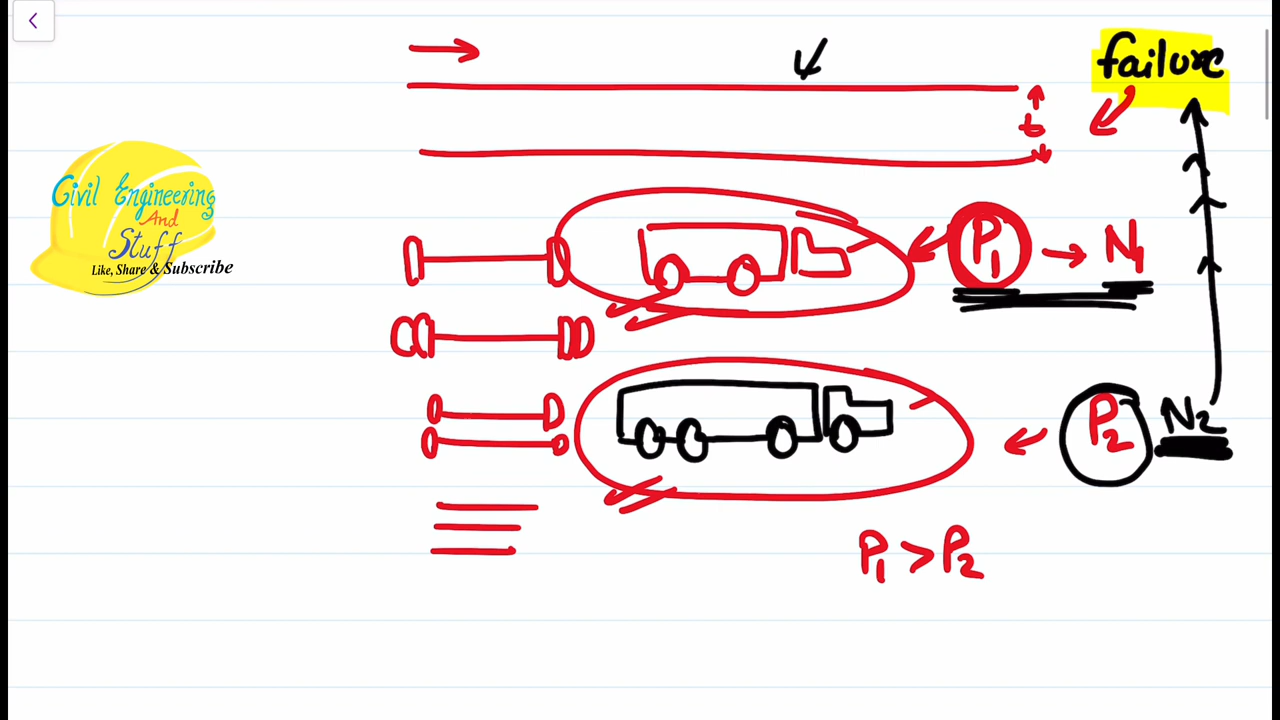 failure
t
Civil Engineering
And
Stuff
Like, Share & Subscribe
P1 → N1
P2 N2
P1 > P2